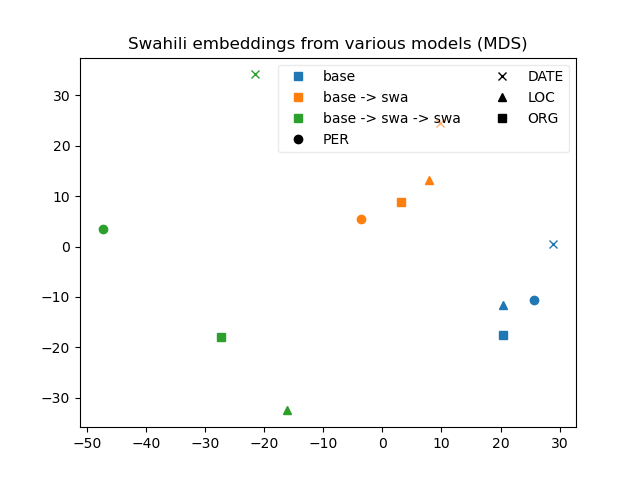 Swahili embeddings from various models (MDS)
base
base -> swa
base -> swa -> swa
PER
DATE
LOC
ORG
30
20
10
0
−10
−20
−30
−50
−40
−30
−20
−10
0
10
20
30